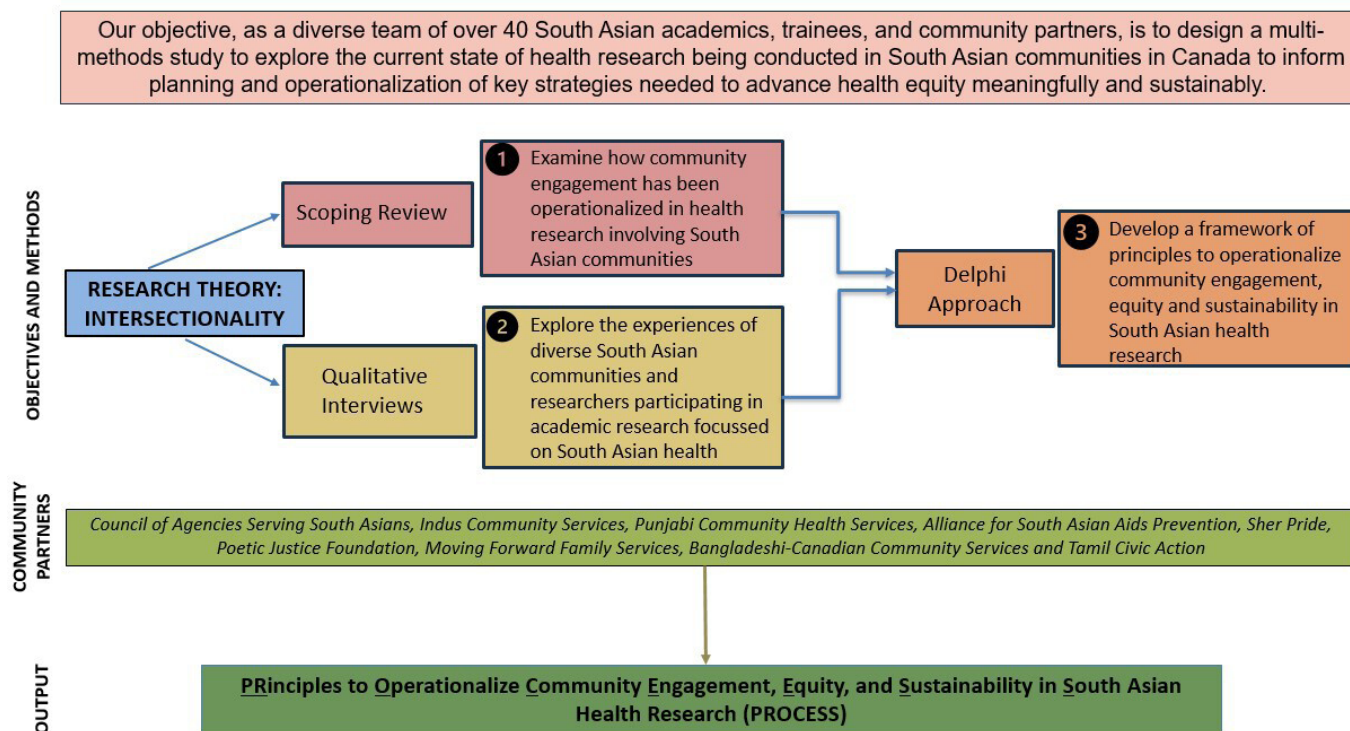 Our objective, as a diverse team of over 40 South Asian academics, trainees, and community partners, is to design a multi-
methods study to explore the current state of health research being conducted in South Asian communities in Canada to inform
planning and operationalization of key strategies needed to advance health equity meaningfully and sustainably.
OBJECTIVES AND METHODS
RESEARCH THEORY:
INTERSECTIONALITY
Scoping Review
1
Examine how community
engagement has been
operationalized in health
research involving South
Asian communities
Qualitative
Interviews
2
Explore the experiences of
diverse South Asian
communities and
researchers participating in
academic research focussed
on South Asian health
Delphi
Approach
3
Develop a framework of
principles to operationalize
community engagement,
equity and sustainability in
South Asian health
research
COMMUNITY
PARTNERS
Council of Agencies Serving South Asians, Indus Community Services, Punjabi Community Health Services, Alliance for South Asian Aids Prevention, Sher Pride,
Poetic Justice Foundation, Moving Forward Family Services, Bangladeshi-Canadian Community Services and Tamil Civic Action
OUTPUT
PRinciples to Operationalize Community Engagement, Equity, and Sustainability in South Asian
Health Research (PROCESS)